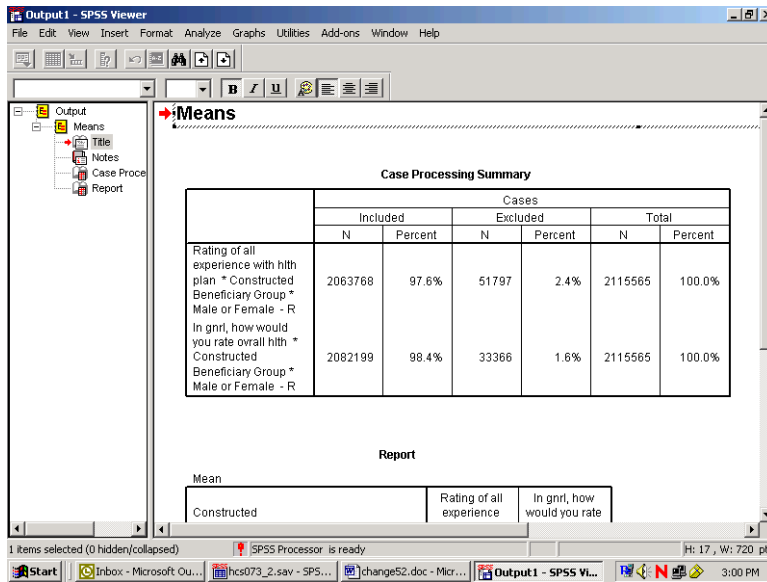 Output1 - SPSS Viewer
File Edit View Insert Format Analyze Graphs Utilities Add-ons Window Help
B I U
Output
Means
Title
Notes
Case Proce
Report
Means
Case Processing Summary
Cases
Included Excluded Total
N Percent N Percent N Percent
Rating of all
experience with hlth
plan * Constructed
Beneficiary Group *
Male or Female - R
2063768 97.6% 51797 2.4% 2115565 100.0%
In gnrl, how would
you rate ovrall hlth *
Constructed
Beneficiary Group *
Male or Female - R
2082199 98.4% 33366 1.6% 2115565 100.0%
Report
Mean
Constructed
Rating of all
experience
In gnrl, how
would you rate
1 items selected (0 hidden/collapsed) SPSS Processor is ready H: 17 , W: 720 pt
Start Inbox - Microsoft Ou... hcs073_2.sav - SPS... change52.doc - Micr... Output1 - SPSS Vi... N 3:00 PM